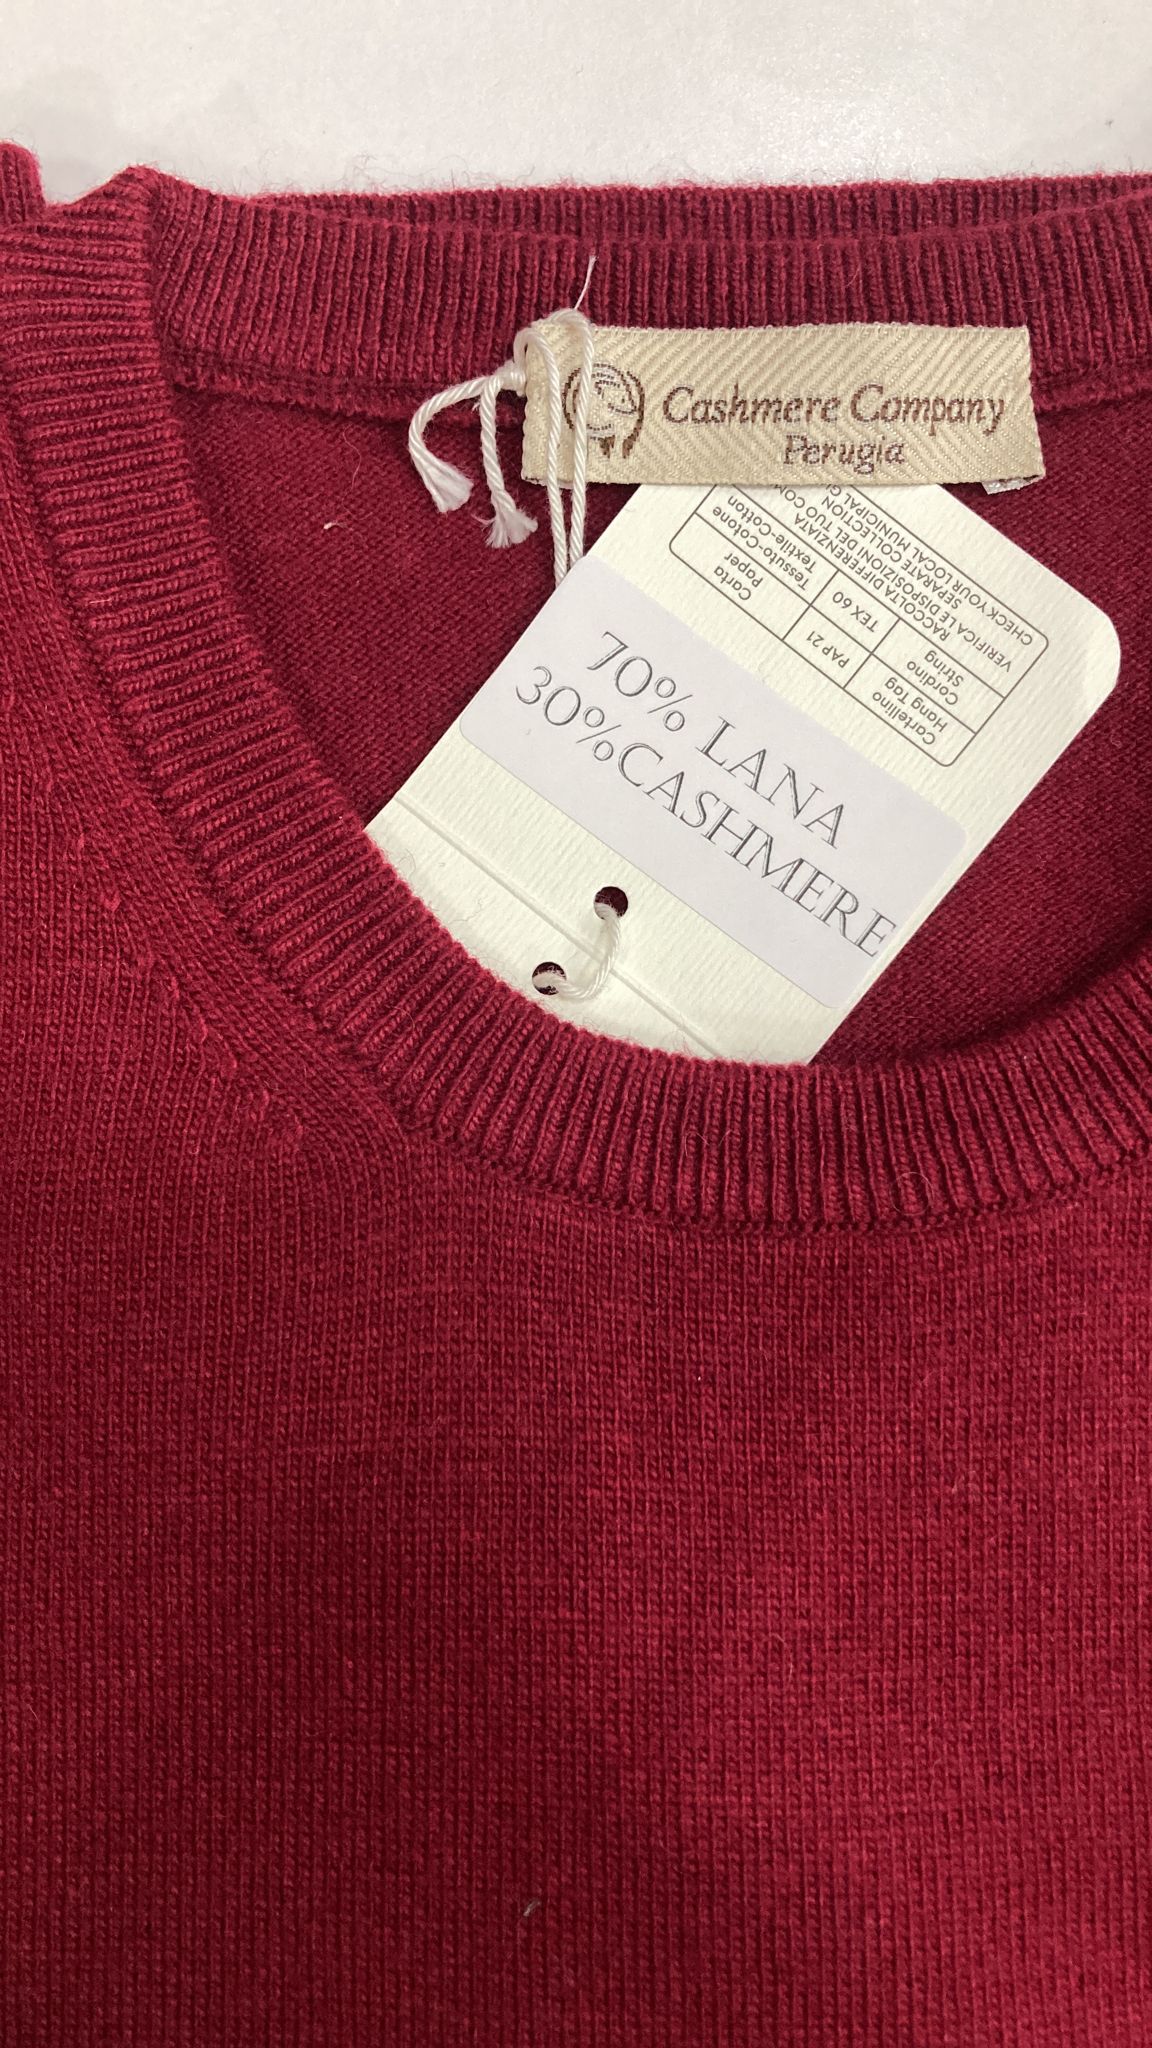 Cashmere Company
Perugia
70% LANA
30%CASHMERE
Cartellino
Hang Tag
PAP 21
Carta
Paper
Cordino
String
TEX 60
Tessuto-Cotone
Textile-Cotton
RACCOLTA DIFFERENZIATA
VERIFICA LE DISPOSIZIONI DEL TUO COM
SEPARATE COLLECTION
CHECK YOUR LOCAL MUNICIPAL G